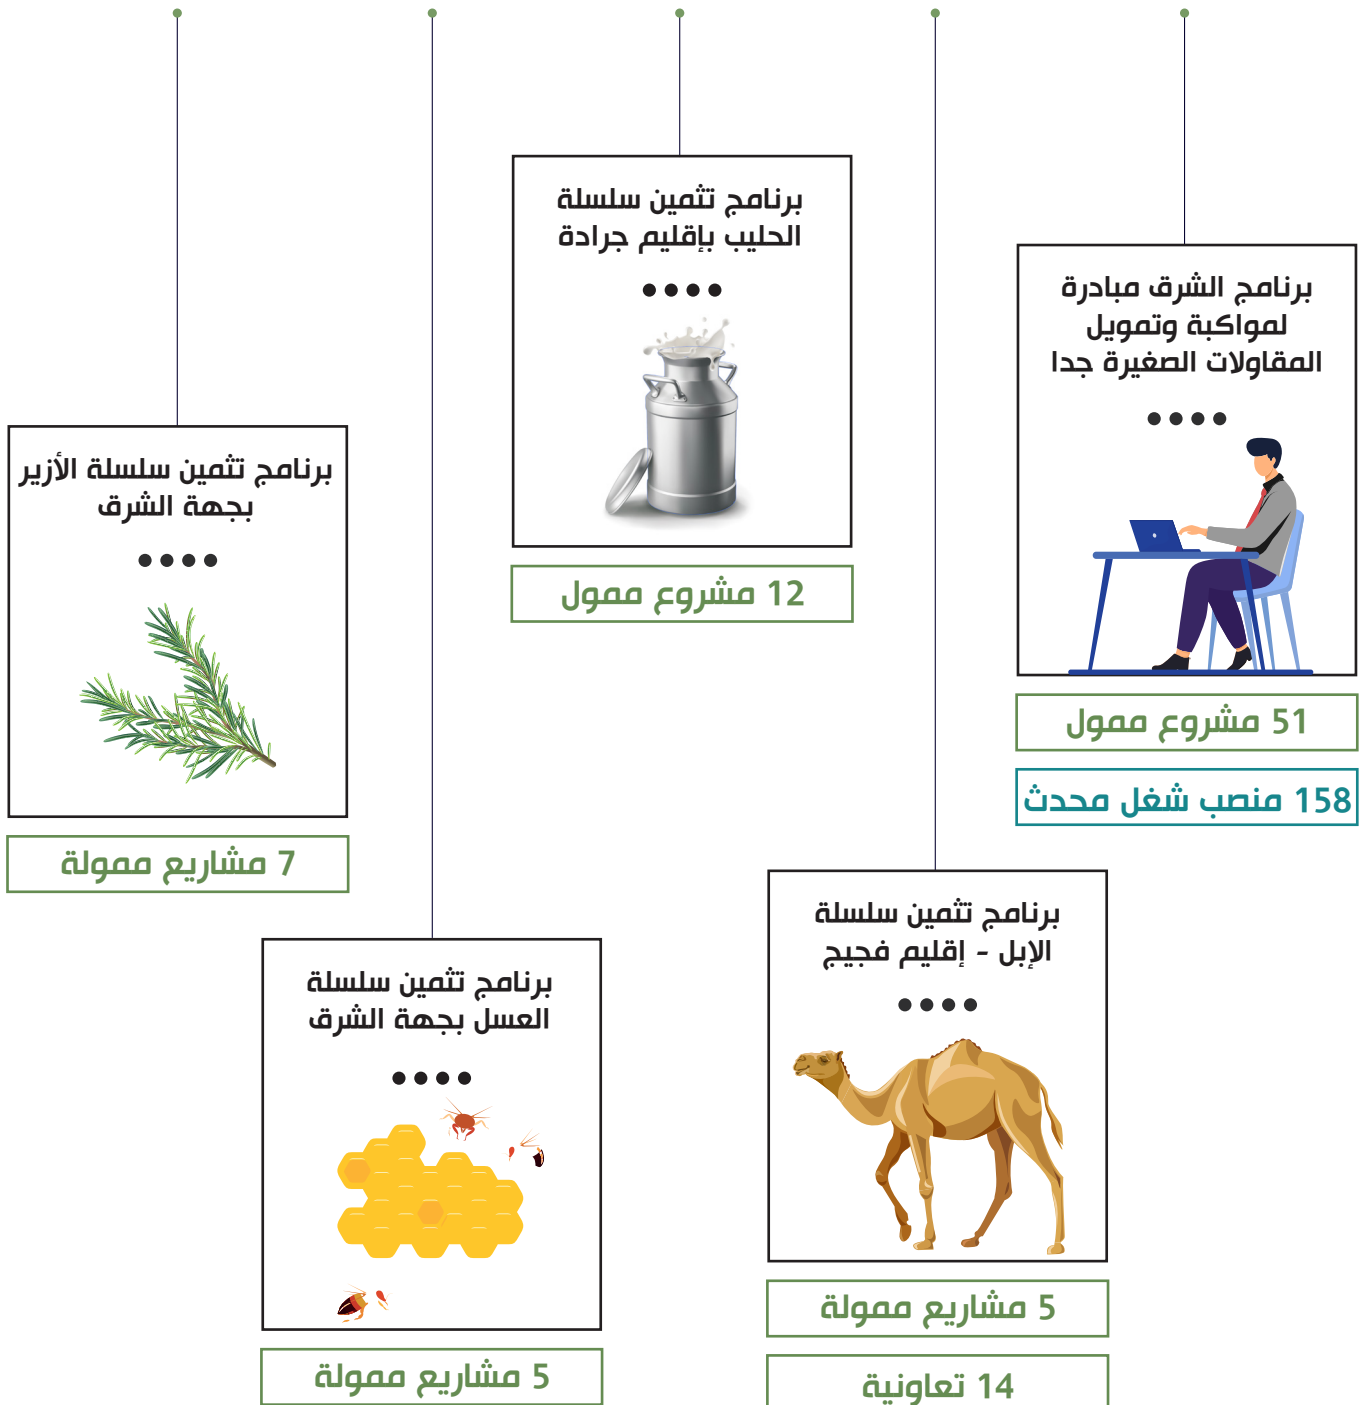 برنامج الشرق مبادرة
لمواكبة وتمويل
المقاولات الصغيرة جدا
51 مشروع ممول
158 منصب شغل محدث
برنامج تثمين سلسلة
الإبل - إقليم فجيج
5 مشاريع ممولة
14 تعاونية
برنامج تثمين سلسلة
الحليب بإقليم جرادة
12 مشروع ممول
برنامج تثمين سلسلة
العسل بجهة الشرق
5 مشاريع ممولة
برنامج تثمين سلسلة الأزير
بجهة الشرق
7 مشاريع ممولة